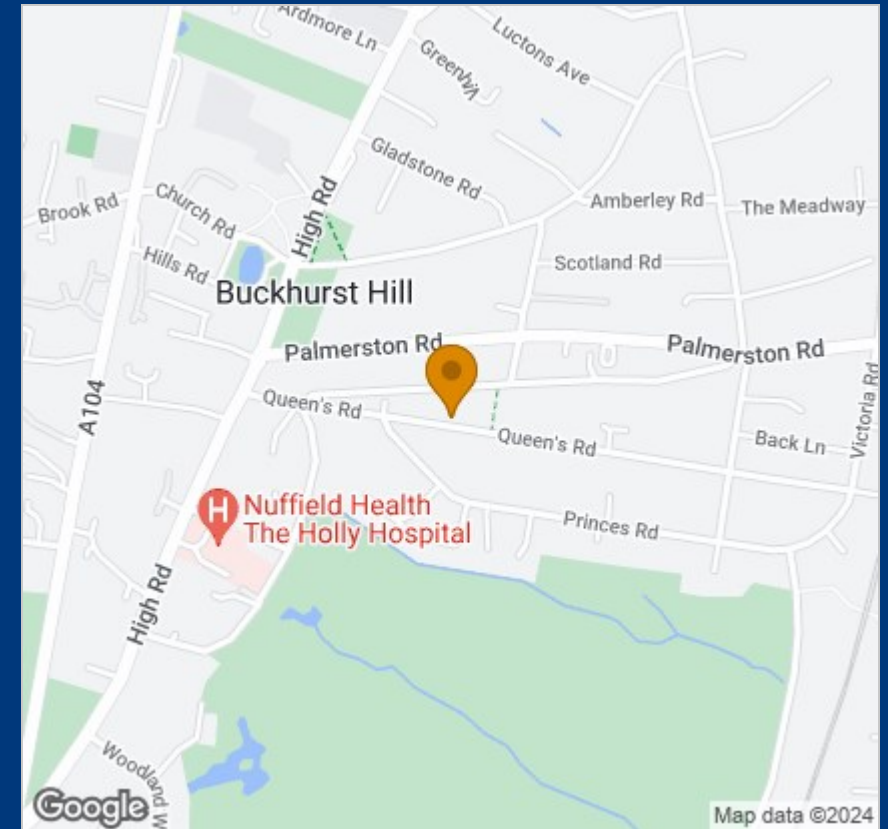 Ardmore Ln
Luctons Ave
High Rd
Gladstone Rd
Amberley Rd
The Meadway
Brook Rd
Church Rd
Hills Rd
Scotland Rd
Buckhurst Hill
Palmerston Rd
Palmerston Rd
A104
Queen's Rd
Queen's Rd
Back Ln
Victoria Rd
H
Nuffield Health
The Holly Hospital
Princes Rd
High Rd
Woodland W
Google
Map data ©2024